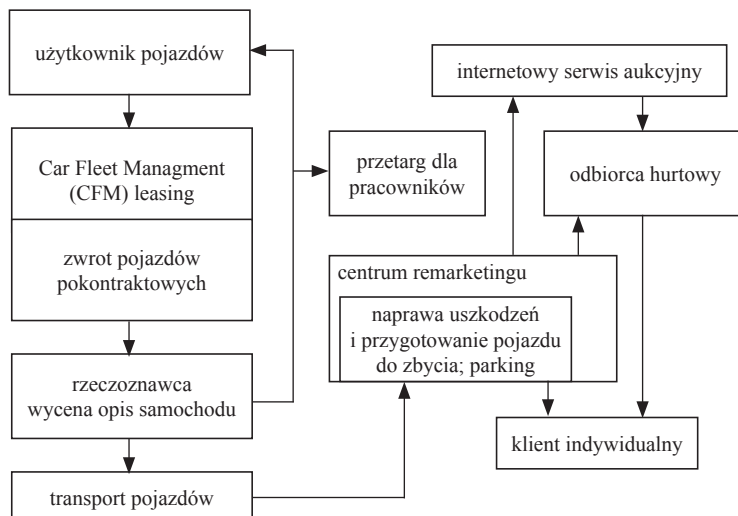 użytkownik pojazdów
Car Fleet Managment
(CFM) leasing
zwrot pojazdów
pokontraktowych
rzeczoznawca
wycena opis samochodu
transport pojazdów
przetarg dla
pracowników
internetowy serwis aukcyjny
odbiorca hurtowy
centrum remarketingu
naprawa uszkodzeń
i przygotowanie pojazdu
do zbycia; parking
klient indywidualny